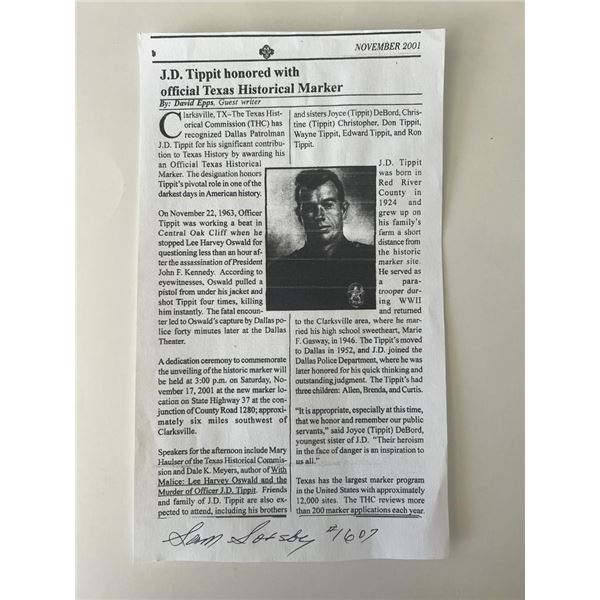 NOVEMBER 2001
J.D. Tippit honored with
official Texas Historical Marker
By: David Epps, Guest writer
Clarksville, TX–The Texas Hist-
orical Commission (THC) has
recognized Dallas Patrolman
J.D. Tippit for his significant contribu-
tion to Texas History by awarding his
an Official Texas Historical
Marker. The designation honors
Tippit's pivotal role in one of the
darkest days in American history.
On November 22, 1963, Officer
Tippit was working a beat in
Central Oak Cliff when he
stopped Lee Harvey Oswald for
questioning less than an hour af-
ter the assassination of President
John F. Kennedy. According to
eyewitnesses, Oswald pulled a
pistol from under his jacket and
shot Tippit four times, killing
him instantly. The fatal encoun-
ter led to Oswald's capture by Dallas po-
lice forty minutes later at the Dallas
Theater.
A dedication ceremony to commemorate
the unveiling of the historic marker will
be held at 3:00 p.m. on Saturday, No-
vember 17, 2001 at the new marker loca-
tion on State Highway 37 at the con-
junction of County Road 1280; approxi-
mately six miles southwest of
Clarksville.
Speakers for the afternoon include Mary
Haulser of the Texas Historical Commis-
sion and Dale K. Meyers, author of With
Malice: Lee Harvey Oswald and the
Murder of Officer J.D. Tippit. Friends
and family of J.D. Tippit are also ex-
pected to attend, including his brothers
and sisters Joyce (Tippit) DeBord, Chris-
tine (Tippit) Christopher, Don Tippit,
Wayne Tippit, Edward Tippit, and Ron
Tippit.
J.D. Tippit
was born in
Red River
County in
1924 and
grew up on
his family's
farm a short
distance from
the historic
marker site.
He served as
a para-
trooper dur-
ing WWII
and returned
to the Clarksville area, where he mar-
ried his high school sweetheart, Marie
F. Gasway, in 1946. The Tippit's moved
to Dallas in 1952, and J.D. joined the
Dallas Police Department, where he was
later honored for his quick thinking and
outstanding judgment. The Tippit's had
three children: Allen, Brenda, and Curtis.
"It is appropriate, especially at this time,
that we honor and remember our public
servants," said Joyce (Tippit) DeBord,
youngest sister of J.D. "Their heroism
in the face of danger is an inspiration to
us all."
Texas has the largest marker program
in the United States with approximately
12,000 sites. The THC reviews more
than 200 marker applications each year.
Sam #1607